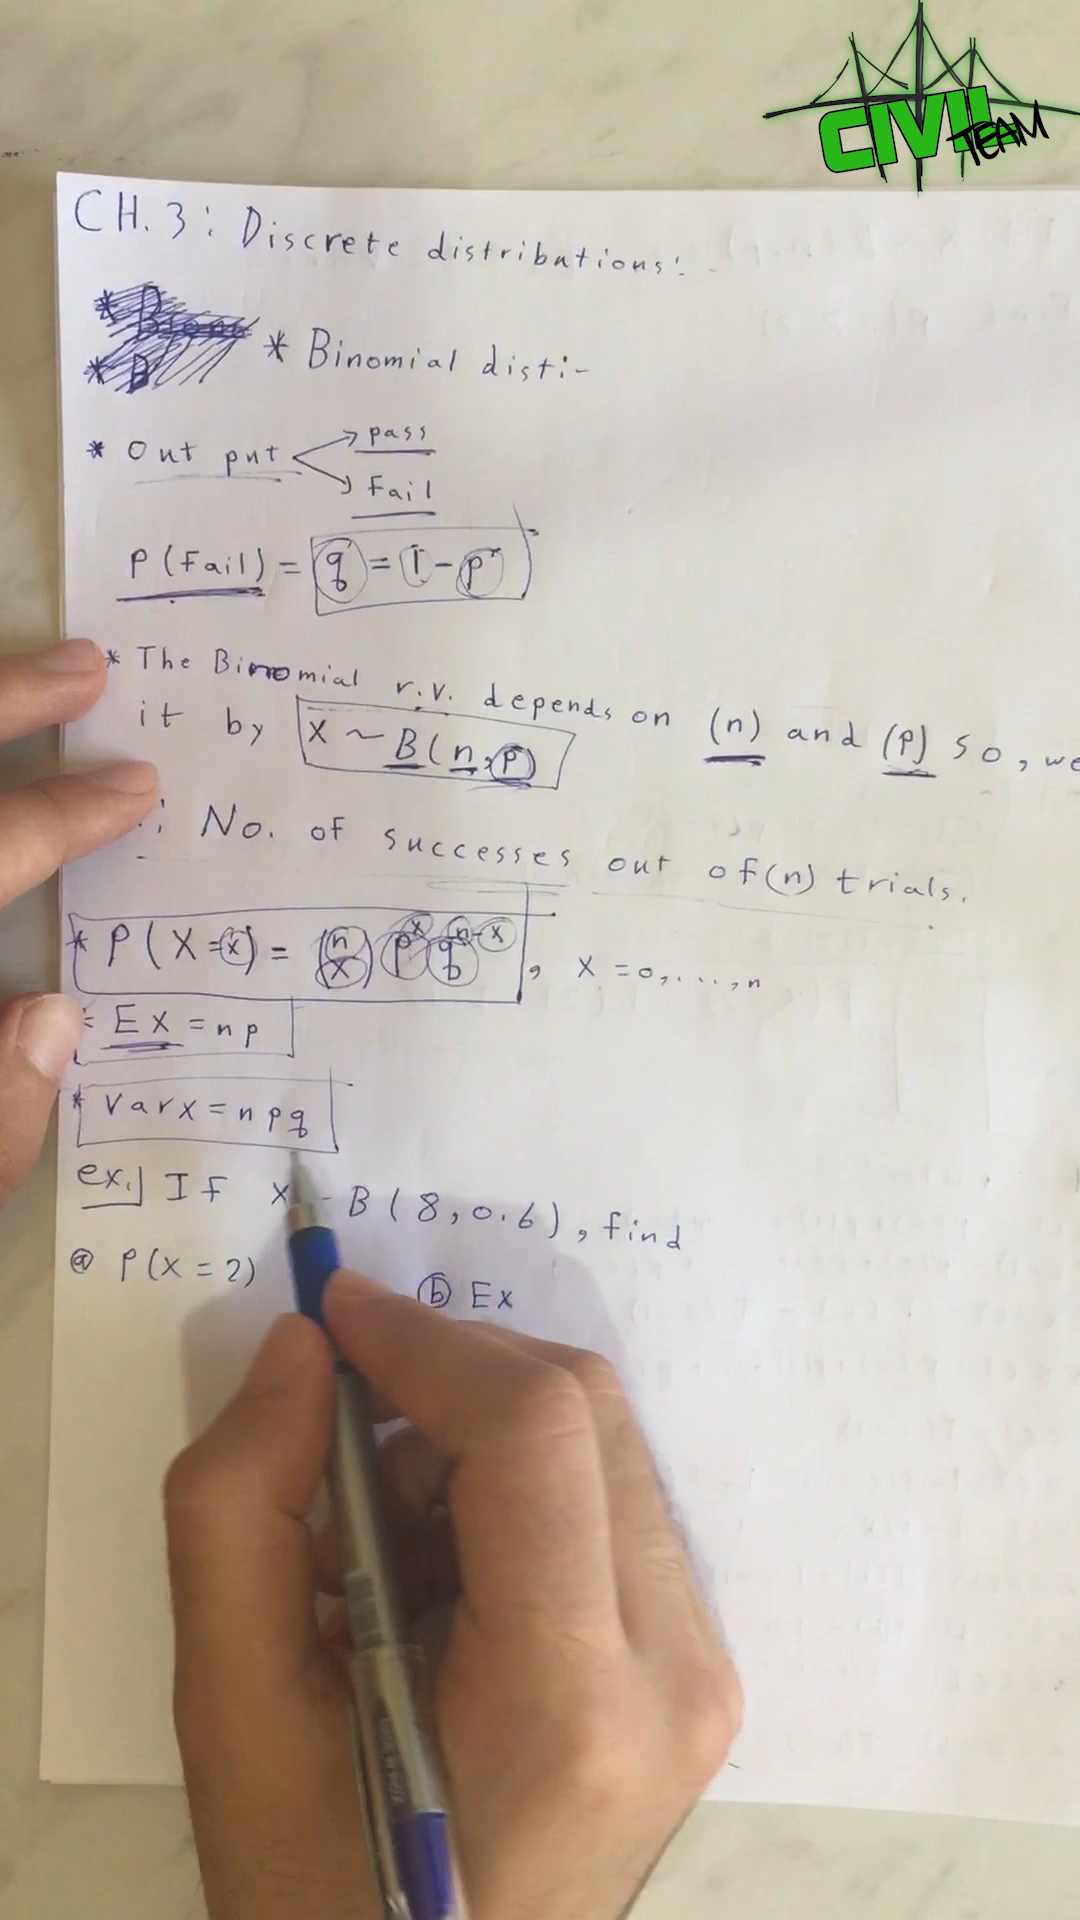 CIVIL TEAM
CH.3: Discrete distributions:-
* Binomial dist:-
* Out put pass
Fail
P(Fail) = q = 1 - p
* The Binomial r.v. depends on (n) and (p) so, we
it by X ~ B(n, p)
∴ No. of successes out of (n) trials.
* P(X = x) = (n x) p^x q^n-x , x = 0, ..., n
* EX = np
* Var x = npq
ex.] If x ~ B(8, 0.6), find
ⓐ P(X = 2)
ⓑ EX